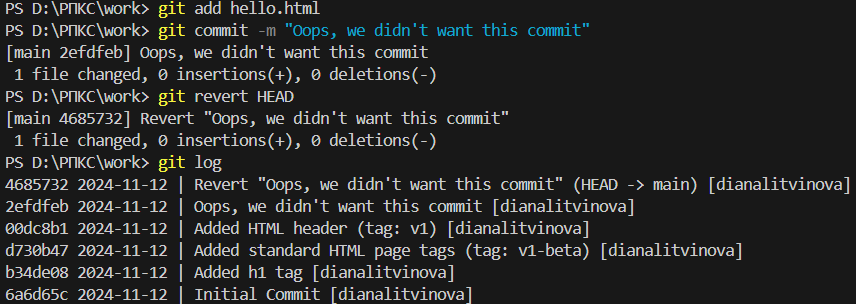 PS D:\РПКС\work> git add hello.html
PS D:\РПКС\work> git commit -m "Oops, we didn't want this commit"
[main 2efdfeb] Oops, we didn't want this commit
 1 file changed, 0 insertions(+), 0 deletions(-)
PS D:\РПКС\work> git revert HEAD
[main 4685732] Revert "Oops, we didn't want this commit"
 1 file changed, 0 insertions(+), 0 deletions(-)
PS D:\РПКС\work> git log
4685732 2024-11-12 | Revert "Oops, we didn't want this commit" (HEAD -> main) [dianalitvinova]
2efdfeb 2024-11-12 | Oops, we didn't want this commit [dianalitvinova]
00dc8b1 2024-11-12 | Added HTML header (tag: v1) [dianalitvinova]
d730b47 2024-11-12 | Added standard HTML page tags (tag: v1-beta) [dianalitvinova]
b34de08 2024-11-12 | Added h1 tag [dianalitvinova]
6a6d65c 2024-11-12 | Initial Commit [dianalitvinova]